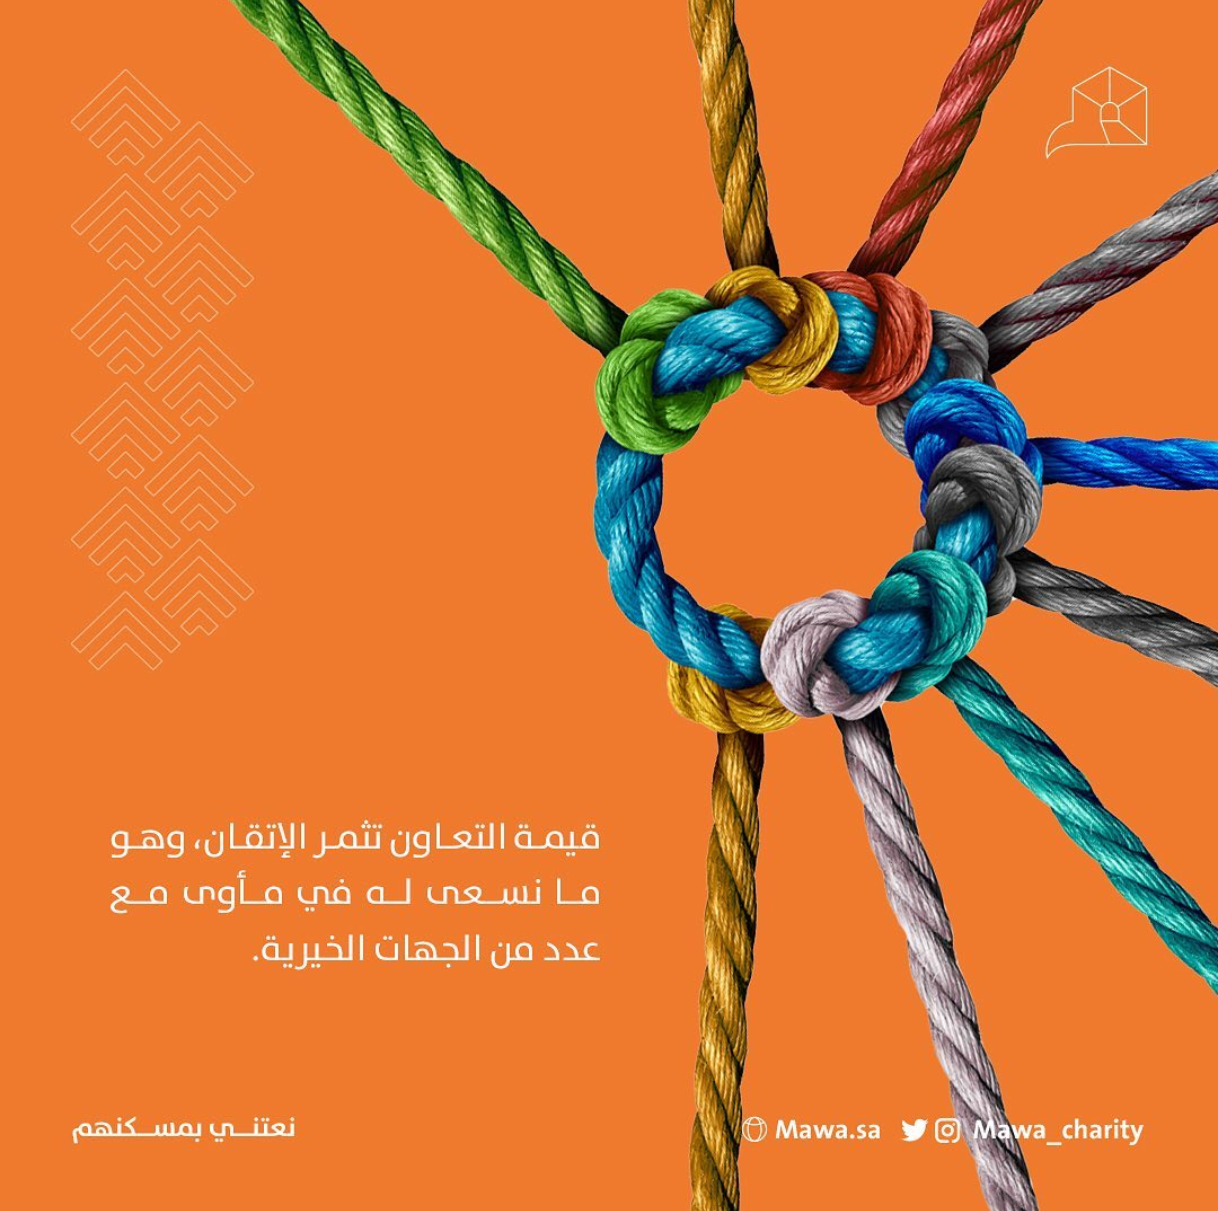 قيمة التعاون تثمر الإتقان، وهو
ما نسعى له في مأوى مع
عدد من الجهات الخيرية.
نعتني بمسكنهم
Mawa.sa Mawa_charity